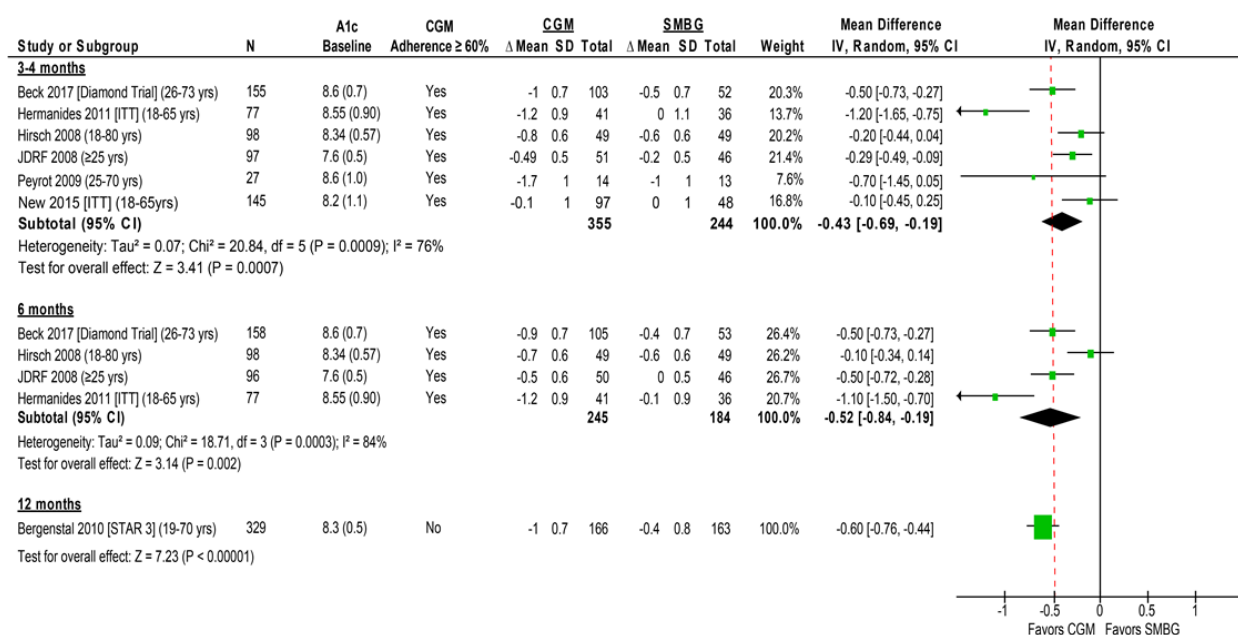 A1c CGM CGM SMBG Mean Difference Mean Difference
Study or Subgroup N Baseline Adherence ≥ 60% Δ Mean SD Total Δ Mean SD Total Weight IV, Random, 95% CI IV, Random, 95% CI
3-4 months
Beck 2017 [Diamond Trial] (26-73 yrs) 155 8.6 (0.7) Yes -1 0.7 103 -0.5 0.7 52 20.3% -0.50 [-0.73, -0.27]
Hermanides 2011 [ITT] (18-65 yrs) 77 8.55 (0.90) Yes -1.2 0.9 41 0 1.1 36 13.7% -1.20 [-1.65, -0.75]
Hirsch 2008 (18-80 yrs) 98 8.34 (0.57) Yes -0.8 0.6 49 -0.6 0.6 49 20.2% -0.20 [-0.44, 0.04]
JDRF 2008 (≥25 yrs) 97 7.6 (0.5) Yes -0.49 0.5 51 -0.2 0.5 46 21.4% -0.29 [-0.49, -0.09]
Peyrot 2009 (25-70 yrs) 27 8.6 (1.0) Yes -1.7 1 14 -1 1 13 7.6% -0.70 [-1.45, 0.05]
New 2015 [ITT] (18-65yrs) 145 8.2 (1.1) Yes -0.1 1 97 0 1 48 16.8% -0.10 [-0.45, 0.25]
Subtotal (95% CI) 355 244 100.0% -0.43 [-0.69, -0.19]
Heterogeneity: Tau² = 0.07; Chi² = 20.84, df = 5 (P = 0.0009); I² = 76%
Test for overall effect: Z = 3.41 (P = 0.0007)
6 months
Beck 2017 [Diamond Trial] (26-73 yrs) 158 8.6 (0.7) Yes -0.9 0.7 105 -0.4 0.7 53 26.4% -0.50 [-0.73, -0.27]
Hirsch 2008 (18-80 yrs) 98 8.34 (0.57) Yes -0.7 0.6 49 -0.6 0.6 49 26.2% -0.10 [-0.34, 0.14]
JDRF 2008 (≥25 yrs) 96 7.6 (0.5) Yes -0.5 0.6 50 0 0.5 46 26.7% -0.50 [-0.72, -0.28]
Hermanides 2011 [ITT] (18-65 yrs) 77 8.55 (0.90) Yes -1.2 0.9 41 -0.1 0.9 36 20.7% -1.10 [-1.50, -0.70]
Subtotal (95% CI) 245 184 100.0% -0.52 [-0.84, -0.19]
Heterogeneity: Tau² = 0.09; Chi² = 18.71, df = 3 (P = 0.0003); I² = 84%
Test for overall effect: Z = 3.14 (P = 0.002)
12 months
Bergenstal 2010 [STAR 3] (19-70 yrs) 329 8.3 (0.5) No -1 0.7 166 -0.4 0.8 163 100.0% -0.60 [-0.76, -0.44]
Test for overall effect: Z = 7.23 (P < 0.00001)
-1 -0.5 0 0.5 1
Favors CGM Favors SMBG